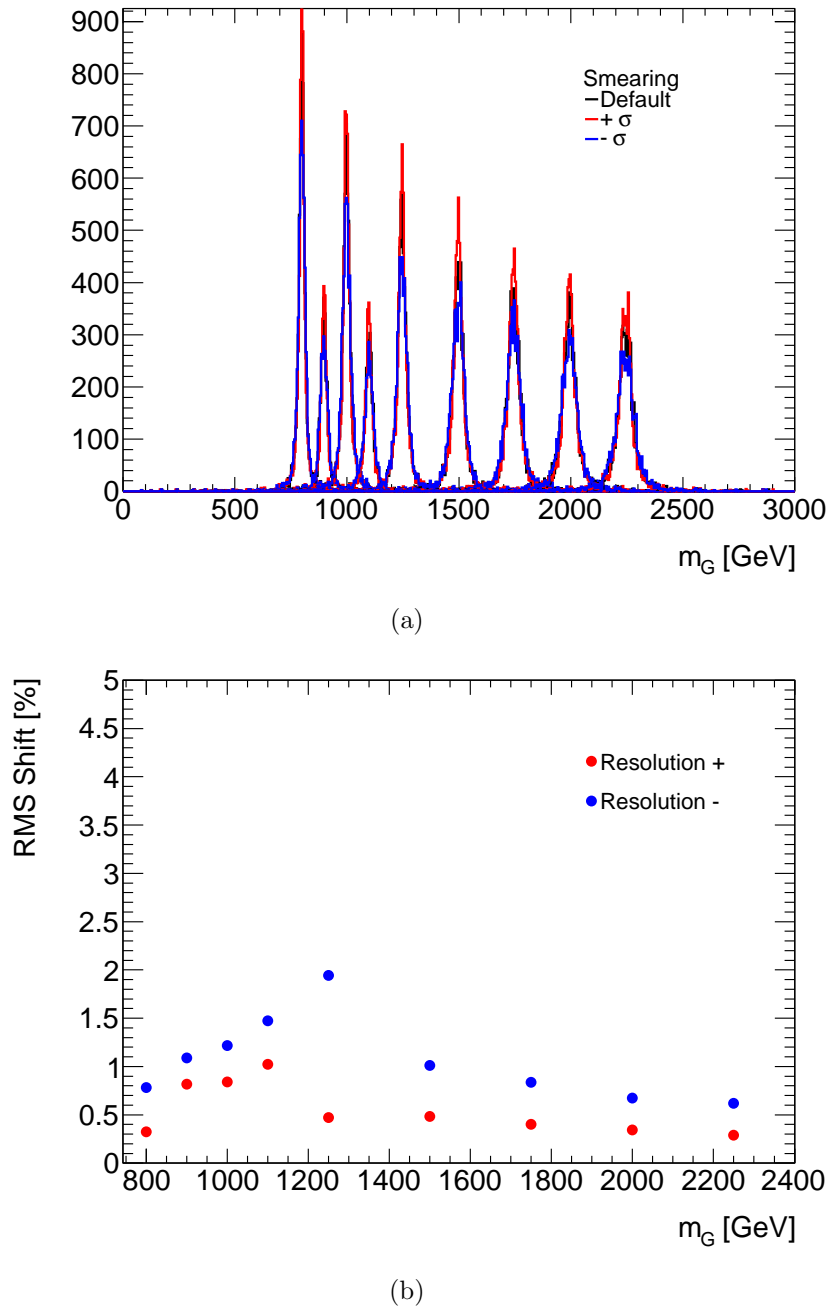 900
800
700
600
500
400
300
200
100
0
Smearing
Default
+ σ
- σ
0 500 1000 1500 2000 2500 3000
m_G [GeV]
(a)
RMS Shift [%]
5
4.5
4
3.5
3
2.5
2
1.5
1
0.5
0
Resolution +
Resolution -
800 1000 1200 1400 1600 1800 2000 2200 2400
m_G [GeV]
(b)